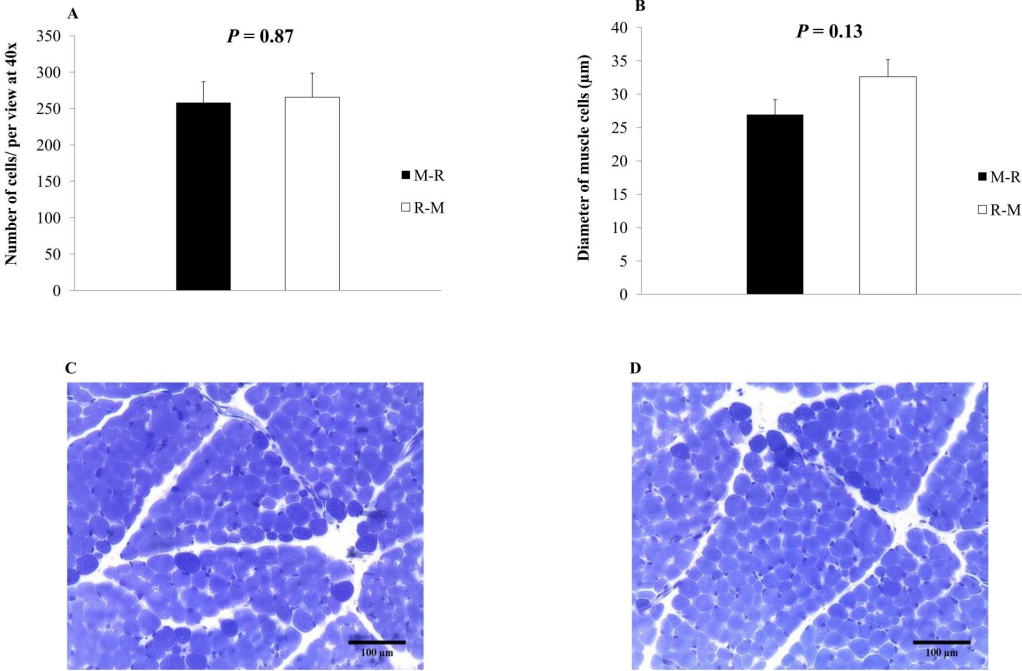 A
P = 0.87
Number of cells/ per view at 40x
350
300
250
200
150
100
50
0
M-R
R-M
B
P = 0.13
Diameter of muscle cells (µm)
40
35
30
25
20
15
10
5
0
M-R
R-M
C
100 µm
D
100 µm